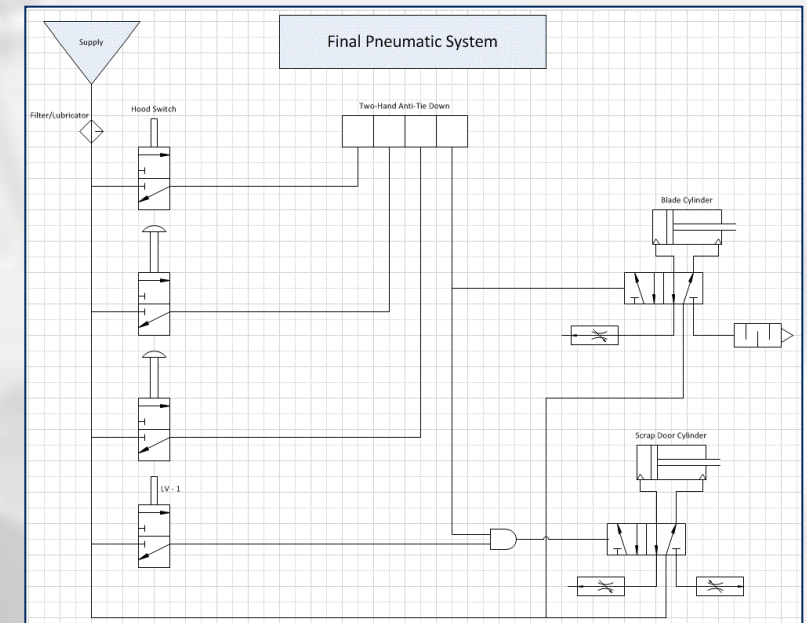 Supply
Final Pneumatic System
Filter/Lubricator
Hood Switch
Two-Hand Anti-Tie Down
Blade Cylinder
Scrap Door Cylinder
LV - 1